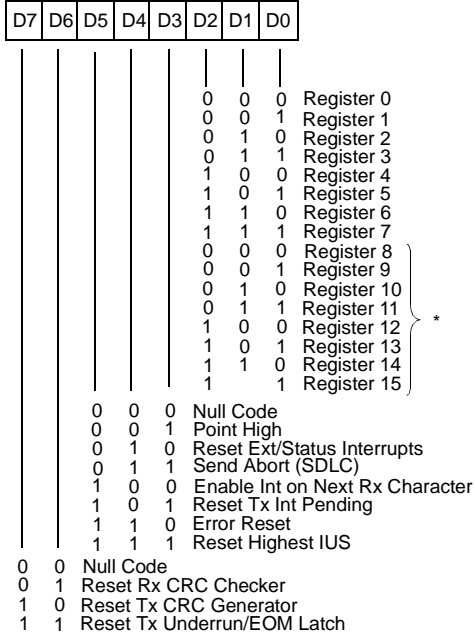 D7 D6 D5 D4 D3 D2 D1 D0
0 0 0 Register 0
0 0 1 Register 1
0 1 0 Register 2
0 1 1 Register 3
1 0 0 Register 4
1 0 1 Register 5
1 1 0 Register 6
1 1 1 Register 7
0 0 0 Register 8
0 0 1 Register 9
0 1 0 Register 10
0 1 1 Register 11
*
1 0 0 Register 12
1 0 1 Register 13
1 1 0 Register 14
1 1 Register 15
0 0 0 Null Code
0 0 1 Point High
0 1 0 Reset Ext/Status Interrupts
0 1 1 Send Abort (SDLC)
1 0 0 Enable Int on Next Rx Character
1 0 1 Reset Tx Int Pending
1 1 0 Error Reset
1 1 1 Reset Highest IUS
0 0 Null Code
0 1 Reset Rx CRC Checker
1 0 Reset Tx CRC Generator
1 1 Reset Tx Underrun/EOM Latch